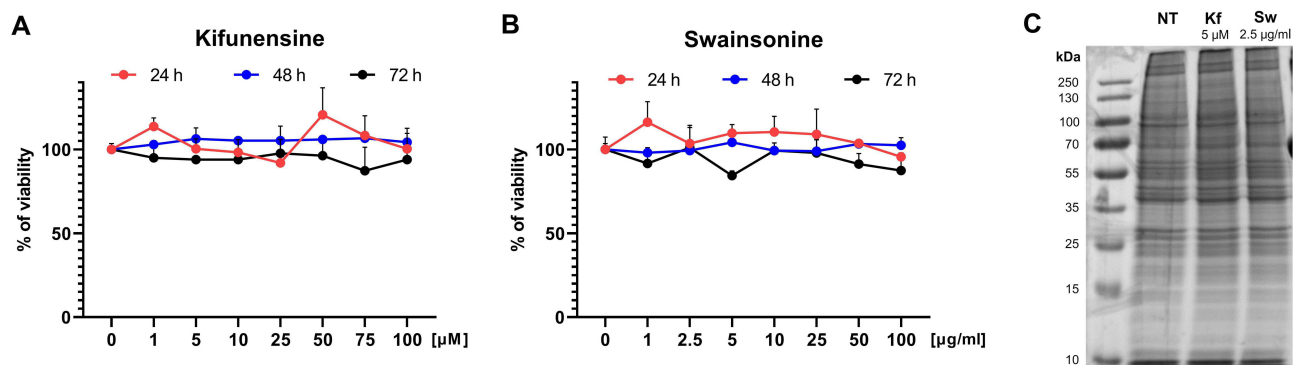 A
Kifunensine
24 h 48 h 72 h
% of viability
100
50
0
0 1 5 10 25 50 75 100 [µM]
B
Swainsonine
24 h 48 h 72 h
% of viability
100
50
0
0 1 2.5 5 10 25 50 100 [µg/ml]
C
NT Kf Sw
5 µM 2.5 µg/ml
kDa
250
130
100
70
55
35
25
15
10